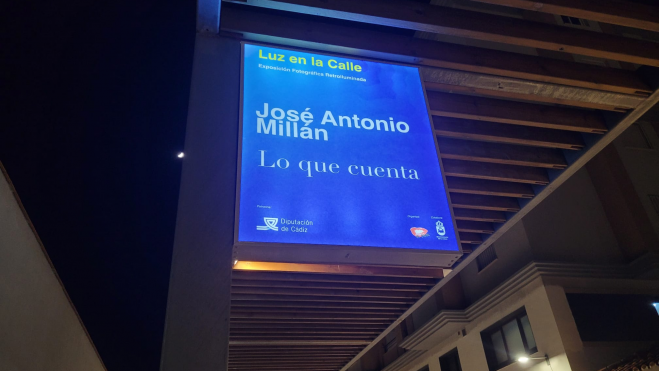 Luz en la Calle
Exposición Fotográfica Retroiluminada
José Antonio
Millán
Lo que cuenta
Diputación
de Cádiz